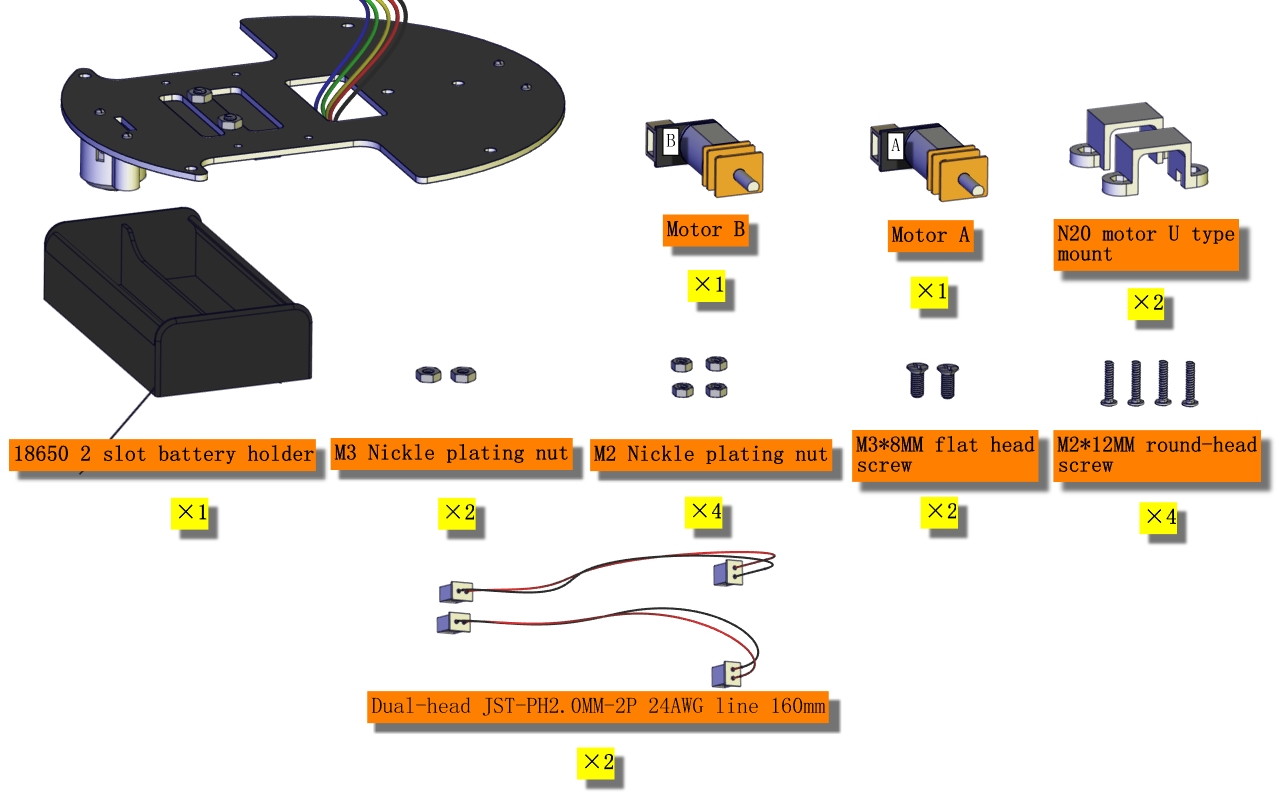 B
A
Motor B
Motor A
N20 motor U type
mount
×1
×1
×2
18650 2 slot battery holder
M3 Nickle plating nut
M2 Nickle plating nut
M3*8MM flat head
screw
M2*12MM round-head
screw
×1
×2
×4
×2
×4
Dual-head JST-PH2.0MM-2P 24AWG line 160mm
×2